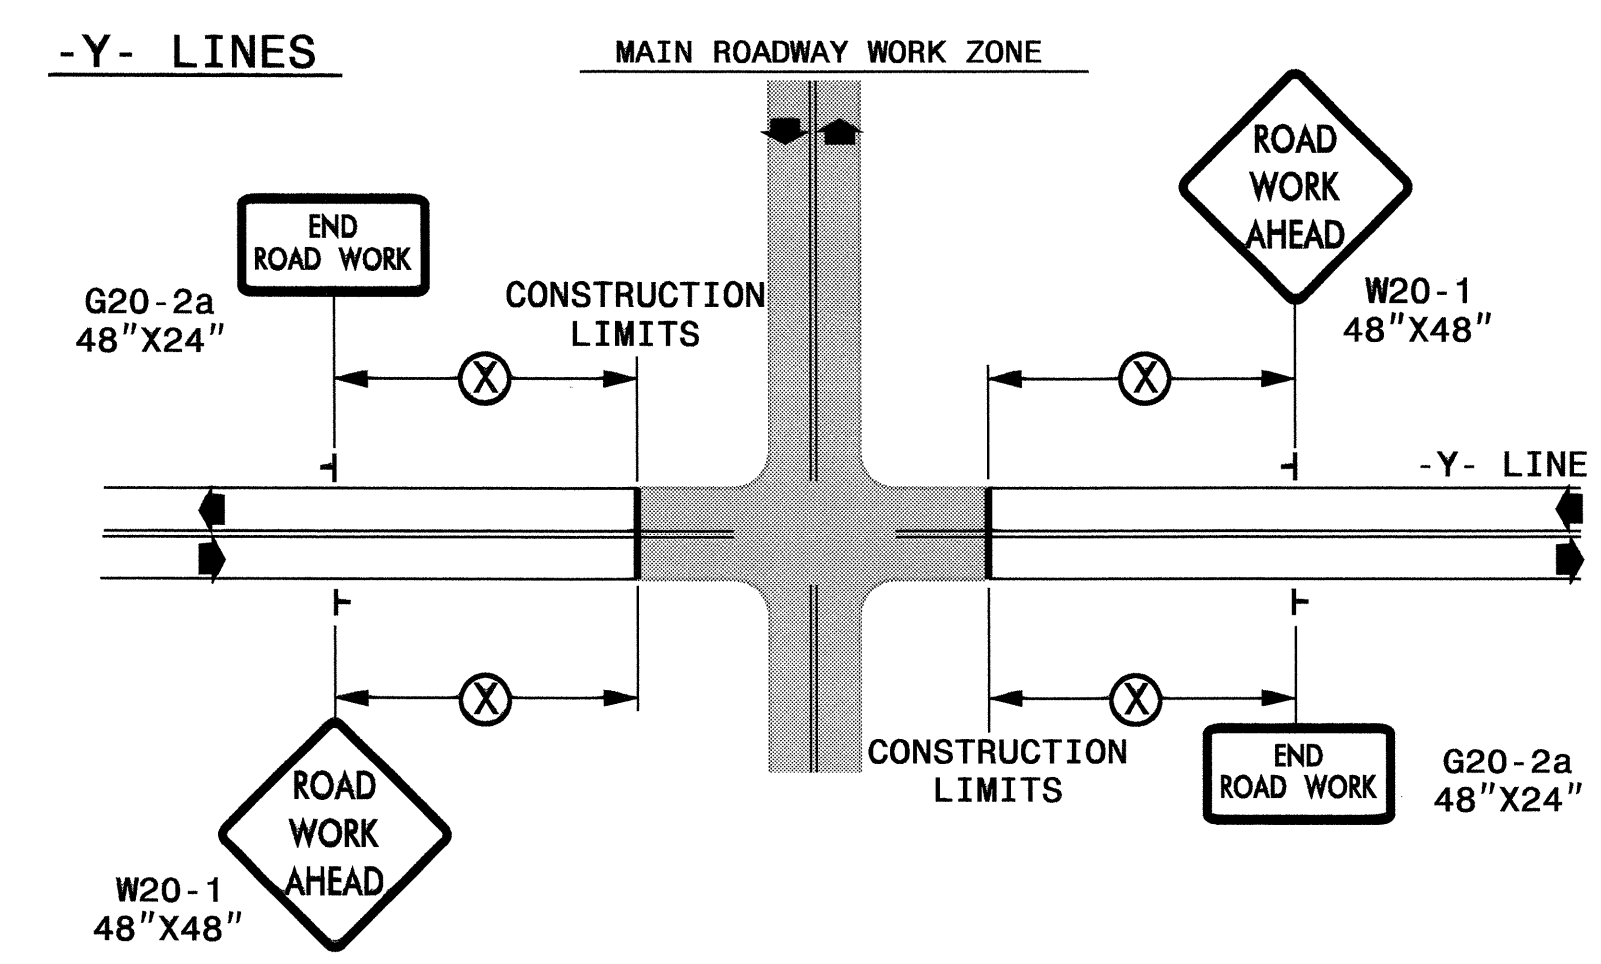 -Y- LINES
MAIN ROADWAY WORK ZONE
ROAD
WORK
AHEAD
W20-1
48"X48"
END
ROAD WORK
G20-2a
48"X24"
CONSTRUCTION
LIMITS
X
X
-Y- LINE
X
X
CONSTRUCTION
LIMITS
END
ROAD WORK
G20-2a
48"X24"
ROAD
WORK
AHEAD
W20-1
48"X48"